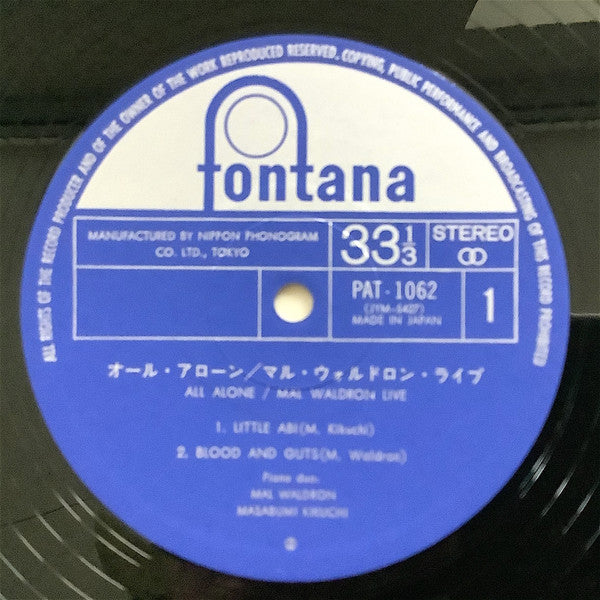 ALL RIGHTS OF THE RECORD PRODUCER AND OF THE OWNER OF THE WORK REPRODUCED RESERVED. COPYING, PUBLIC PERFORMANCE AND BROADCASTING OF THIS RECORD PROHIBITED
fontana
MANUFACTURED BY NIPPON PHONOGRAM
CO. LTD., TOKYO
33 1/3
STEREO
PAT-1062
(JYM-5407)
MADE IN JAPAN
1
オール・アローン/マル・ウォルドロン・ライブ
ALL ALONE / MAL WALDRON LIVE
1. LITTLE ABI (M. Kikuchi)
2. BLOOD AND GUTS (M. Waldron)
Piano duo:
MAL WALDRON
MASABUMI KIKUCHI